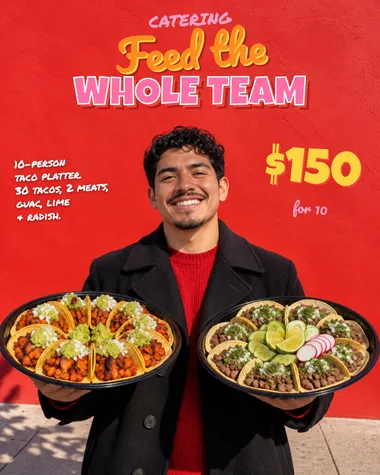 CATERING
Feed the
WHOLE TEAM
10-PERSON
TACO PLATTER
30 TACOS, 2 MEATS,
GUAC, LIME
& RADISH.
$150
for 10